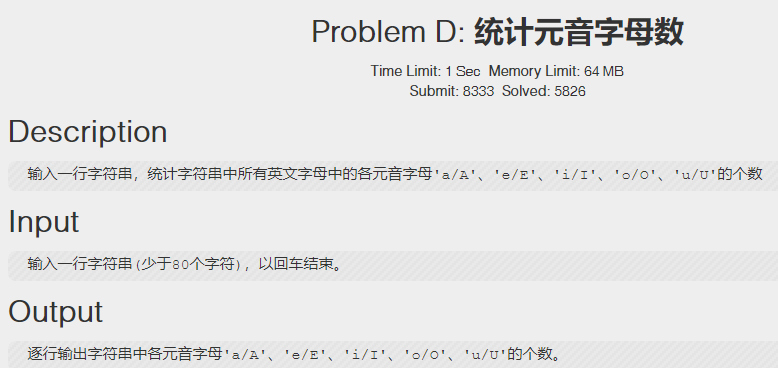 Problem D: 统计元音字母数
Time Limit: 1 Sec Memory Limit: 64 MB
Submit: 8333 Solved: 5826
Description
输入一行字符串，统计字符串中所有英文字母中的各元音字母'a/A'、'e/E'、'i/I'、'o/O'、'u/U'的个数
Input
输入一行字符串(少于80个字符)，以回车结束。
Output
逐行输出字符串中各元音字母'a/A'、'e/E'、'i/I'、'o/O'、'u/U'的个数。